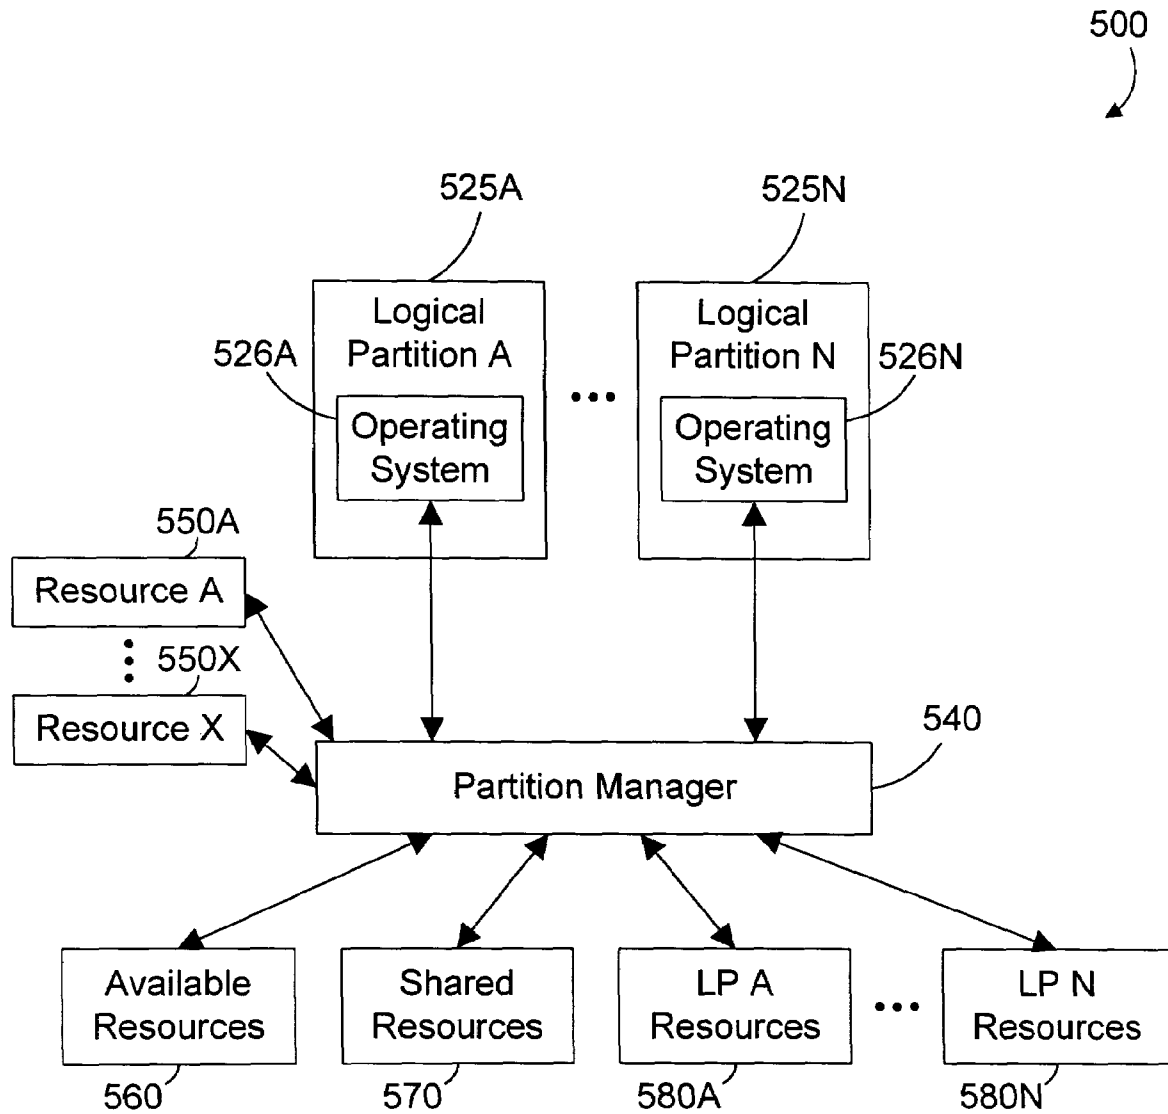 500
525A
525N
Logical
Partition A
Logical
Partition N
526A
526N
Operating
System
Operating
System
550A
Resource A
550X
Resource X
540
Partition Manager
Available
Resources
Shared
Resources
LP A
Resources
LP N
Resources
560
570
580A
580N